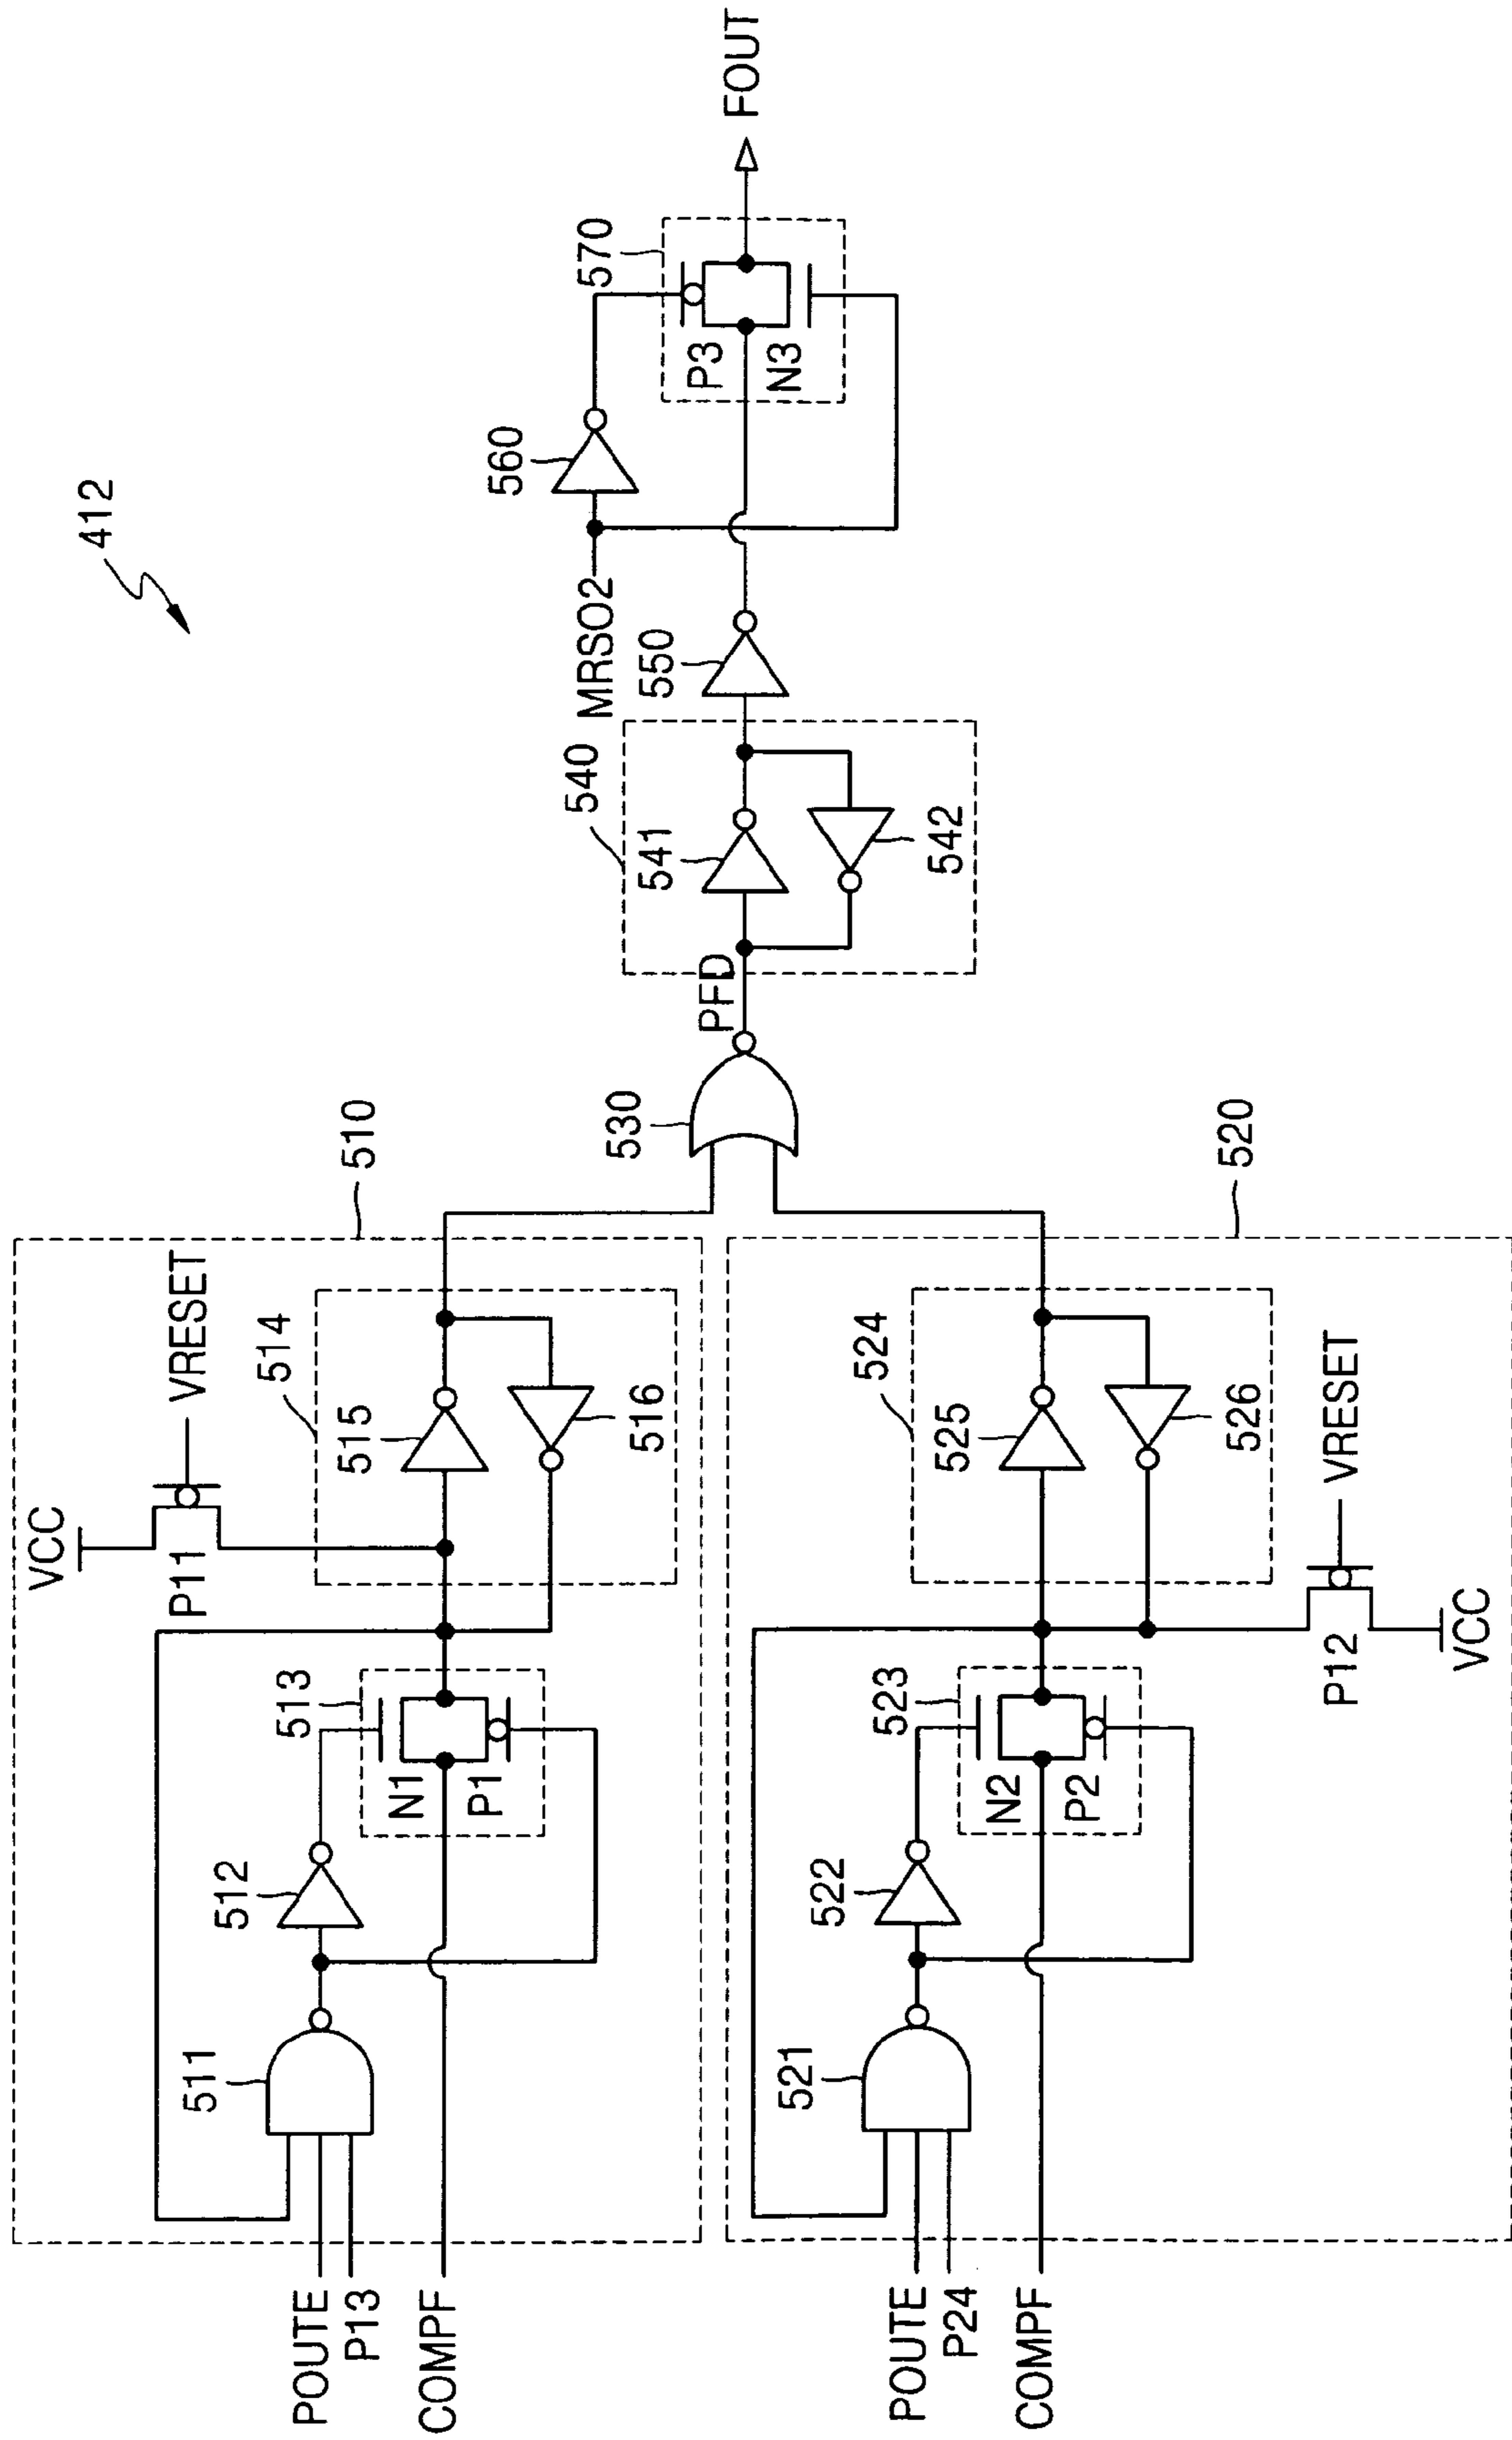 412
510
VCC
VRESET
P11
514
515
516
513
N1
P1
512
511
POUTE
P13
COMPF
520
524
525
526
VRESET
P12
VCC
523
N2
P2
522
521
POUTE
P24
COMPF
530
PFD
540
541
542
550
MRSO2
560
570
P3
N3
FOUT